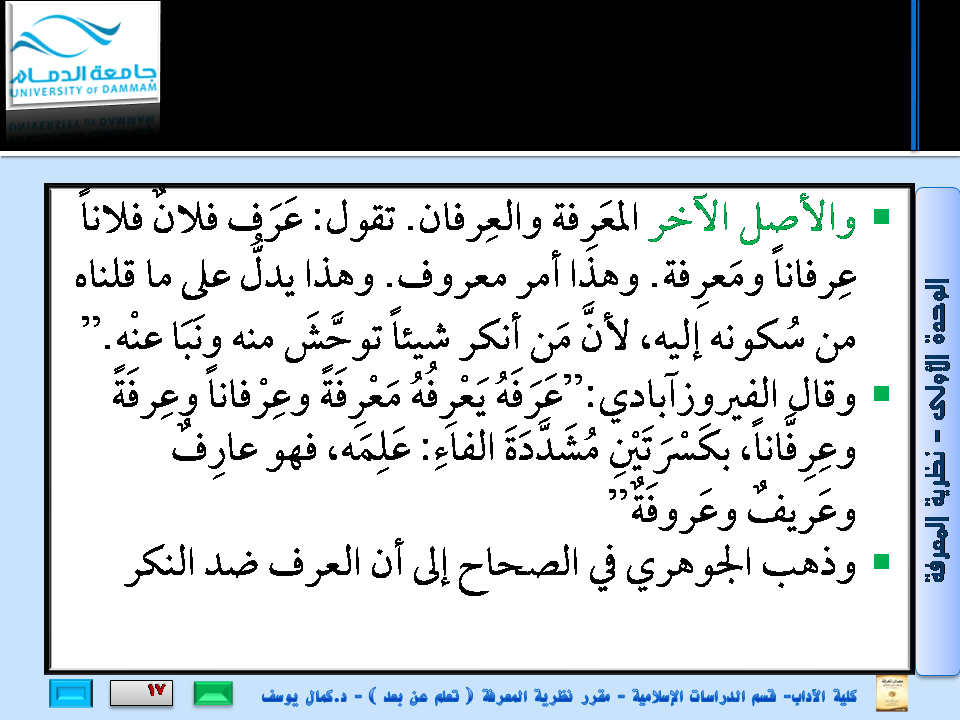 جامعة الدمام
UNIVERSITY OF DAMMAM
والأصل الآخر المعَرِفة والعِرفان. تقول: عَرَف فلانٌ فلاناً
عِرفاناً ومَعرِفة. وهذَا أمر معروف. وهذا يدلُّ على ما قلناه
من سُكونه إليه، لأنَّ مَن أنكر شيئاً توحَّشَ منه ونَبَا عنْه.”
وقال الفيروزآبادي:”عَرَفَهُ يَعْرِفُهُ مَعْرِفَةً وعِرْفاناً وعِرفَةً
وعِرِفَّاناً، بكَسْرَتَيْنِ مُشَدَّدَةَ الفاءِ: عَلِمَه، فهو عارِفٌ
وعَريفٌ وعَروفَةٌ”
وذهب الجوهري في الصحاح إلى أن العرف ضد النكر
الوحدة الأولى – نظرية المعرفة
كلية الآداب- قسم الدراسات الإسلامية – مقرر نظرية المعرفة ( تعلم عن بعد ) – د.كمال يوسف
١٧